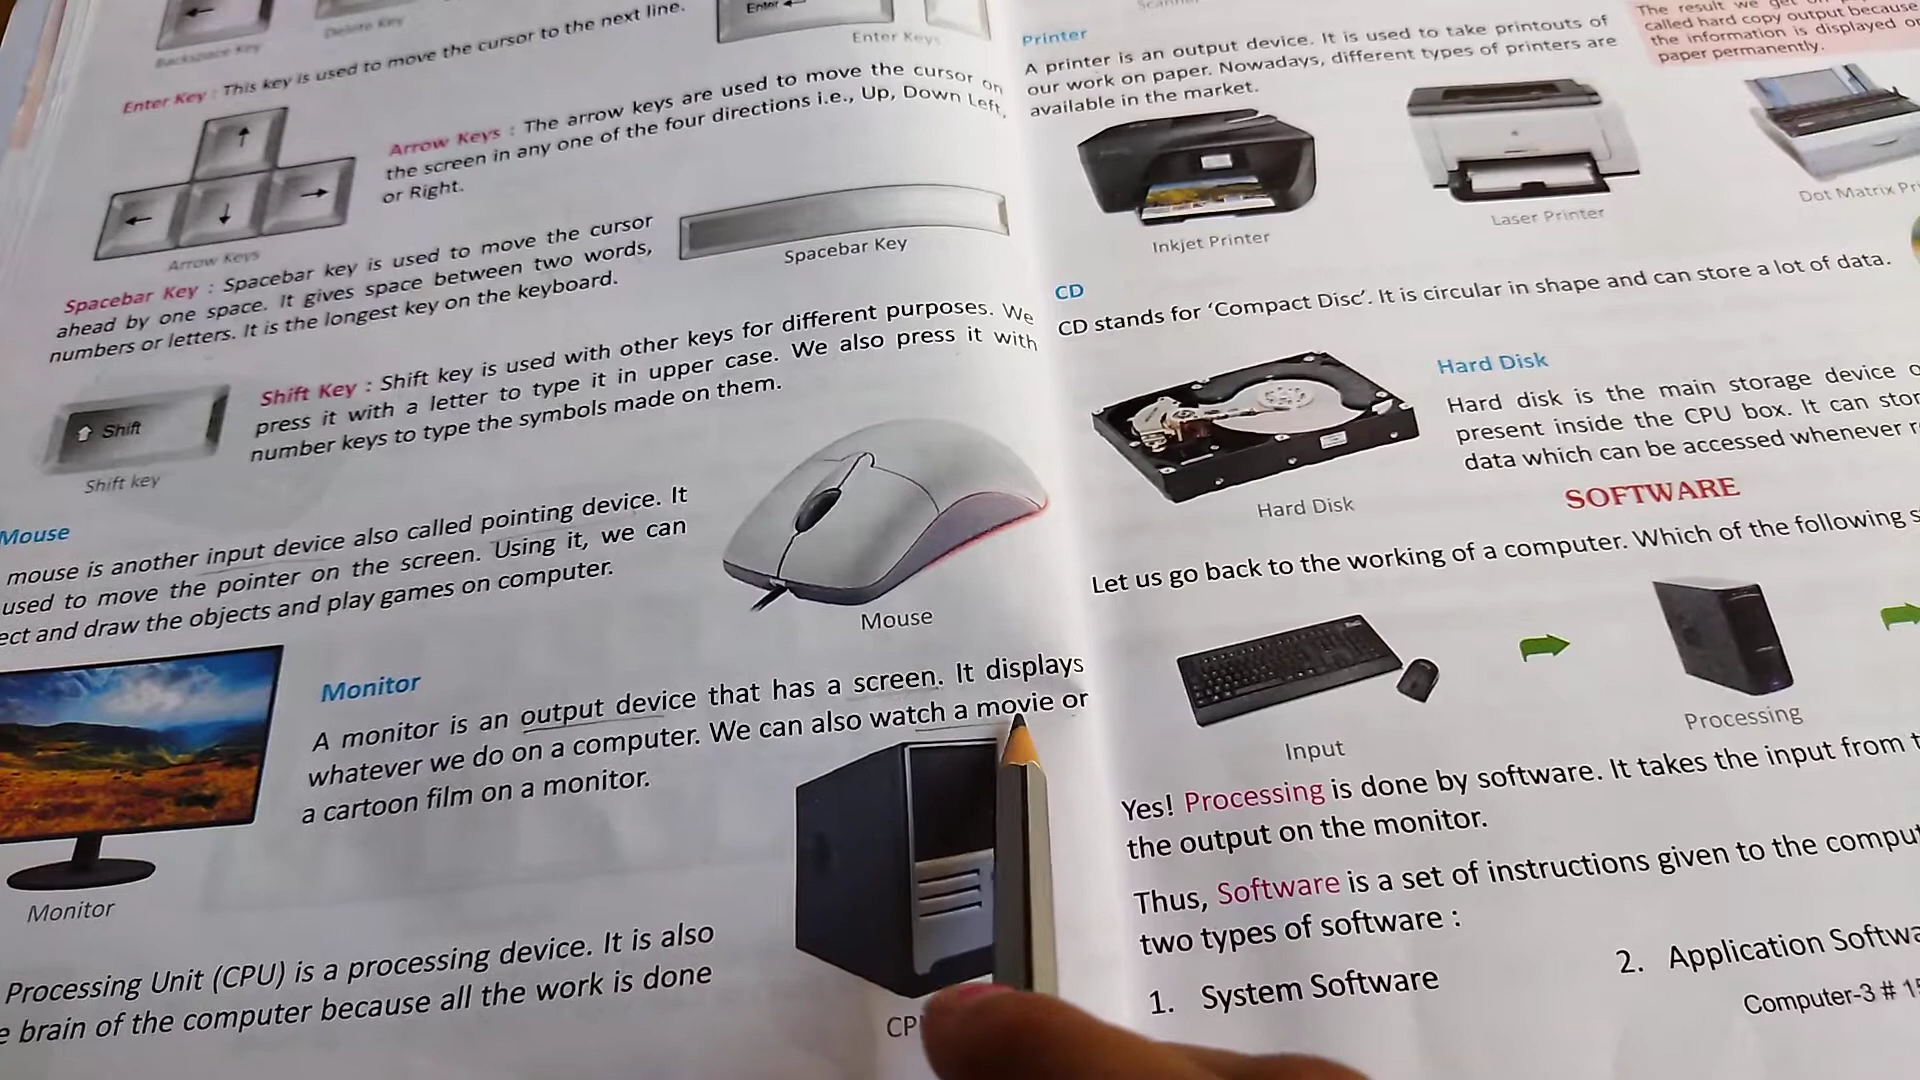 Backspace Key
Delete Key
Enter
Enter Keys
Enter Key : This key is used to move the cursor to the next line.
Arrow Keys : The arrow keys are used to move the cursor on
the screen in any one of the four directions i.e., Up, Down Left,
or Right.
Arrow Keys
Spacebar Key : Spacebar key is used to move the cursor
ahead by one space. It gives space between two words,
numbers or letters. It is the longest key on the keyboard.
Spacebar Key
Shift Key : Shift key is used with other keys for different purposes. We
press it with a letter to type it in upper case. We also press it with
number keys to type the symbols made on them.
Shift
Shift key
Mouse
mouse is another input device also called pointing device. It
used to move the pointer on the screen. Using it, we can
ect and draw the objects and play games on computer.
Mouse
Monitor
A monitor is an output device that has a screen. It displays
whatever we do on a computer. We can also watch a movie or
a cartoon film on a monitor.
Monitor
Processing Unit (CPU) is a processing device. It is also
e brain of the computer because all the work is done
CP
Scanner
The result we get
called hard copy output because
the information is displayed o
paper permanently.
Printer
A printer is an output device. It is used to take printouts of
our work on paper. Nowadays, different types of printers are
available in the market.
Inkjet Printer
Laser Printer
Dot Matrix Pri
CD
CD stands for ‘Compact Disc’. It is circular in shape and can store a lot of data.
Hard Disk
Hard disk is the main storage device o
present inside the CPU box. It can stor
data which can be accessed whenever r
Hard Disk
SOFTWARE
Let us go back to the working of a computer. Which of the following s
Input
Processing
Yes! Processing is done by software. It takes the input from t
the output on the monitor.
Thus, Software is a set of instructions given to the compu
two types of software :
1. System Software
2. Application Softwa
Computer-3 # 15